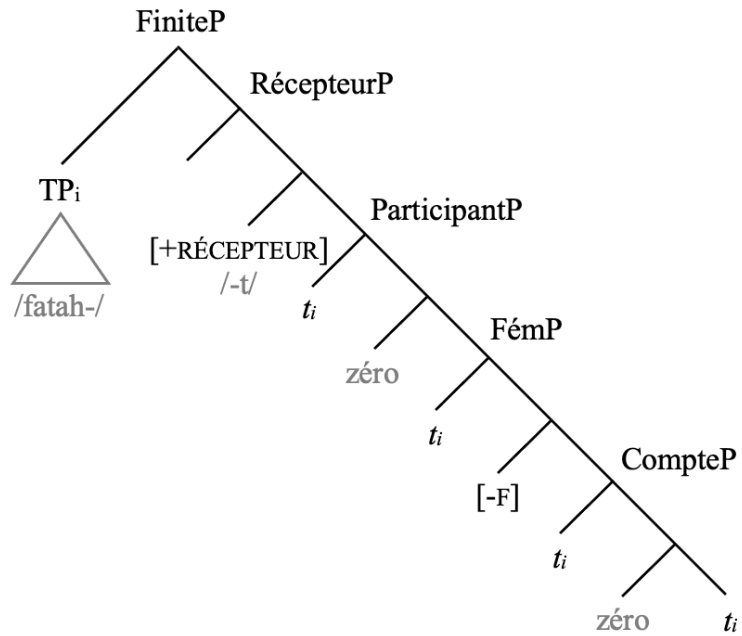 FiniteP
RécepteurP
TPi
ParticipantP
[+RÉCEPTEUR]
/-t/
/fatah-/
ti
FémP
zéro
ti
CompteP
[-F]
ti
zéro
ti